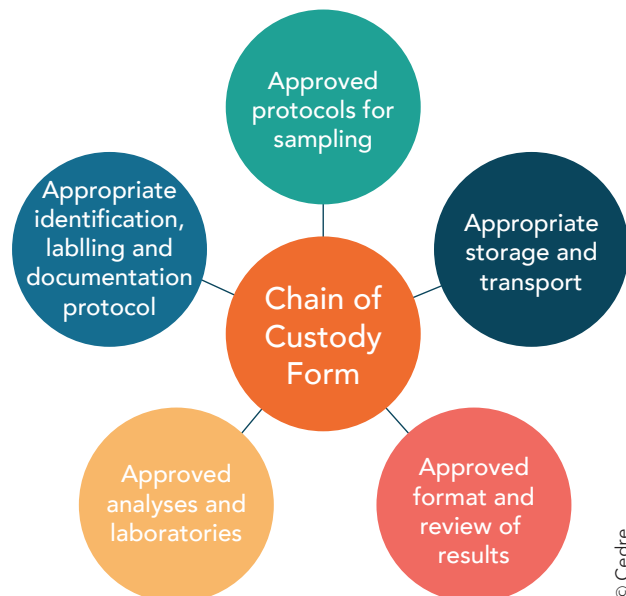 Approved
protocols for
sampling
Appropriate
identification,
lablling and
documentation
protocol
Appropriate
storage and
transport
Chain of
Custody
Form
Approved
analyses and
laboratories
Approved
format and
review of
results
© Cedre